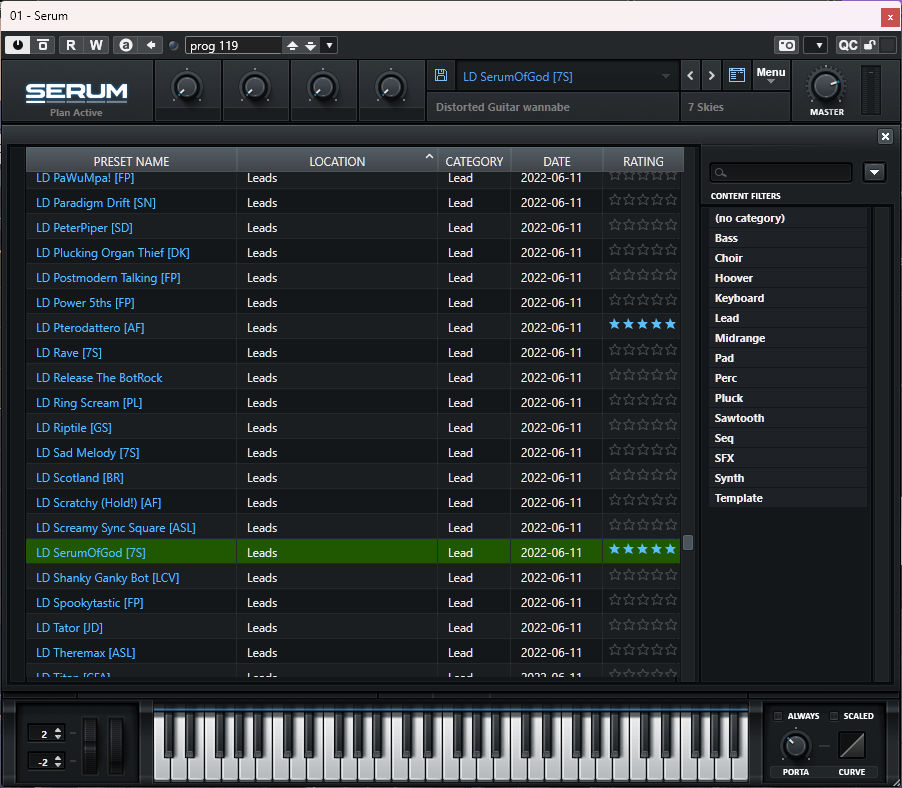 01 - Serum
x
R W a prog 119 QC
SERUM
Plan Active
LD SerumOfGod [7S]
Menu
Distorted Guitar wannabe
7 Skies
MASTER
PRESET NAME LOCATION CATEGORY DATE RATING
LD PaWuMpa! [FP] Leads Lead 2022-06-11
LD Paradigm Drift [SN] Leads Lead 2022-06-11
LD PeterPiper [SD] Leads Lead 2022-06-11
LD Plucking Organ Thief [DK] Leads Lead 2022-06-11
LD Postmodern Talking [FP] Leads Lead 2022-06-11
LD Power 5ths [FP] Leads Lead 2022-06-11
LD Pterodattero [AF] Leads Lead 2022-06-11
LD Rave [7S] Leads Lead 2022-06-11
LD Release The BotRock Leads Lead 2022-06-11
LD Ring Scream [PL] Leads Lead 2022-06-11
LD Riptile [GS] Leads Lead 2022-06-11
LD Sad Melody [7S] Leads Lead 2022-06-11
LD Scotland [BR] Leads Lead 2022-06-11
LD Scratchy (Hold!) [AF] Leads Lead 2022-06-11
LD Screamy Sync Square [ASL] Leads Lead 2022-06-11
LD SerumOfGod [7S] Leads Lead 2022-06-11
LD Shanky Ganky Bot [LCV] Leads Lead 2022-06-11
LD Spookytastic [FP] Leads Lead 2022-06-11
LD Tator [JD] Leads Lead 2022-06-11
LD Theremax [ASL] Leads Lead 2022-06-11
LD Leads Lead 2022-06-11
CONTENT FILTERS
(no category)
Bass
Choir
Hoover
Keyboard
Lead
Midrange
Pad
Perc
Pluck
Sawtooth
Seq
SFX
Synth
Template
2
-2
ALWAYS SCALED
PORTA CURVE